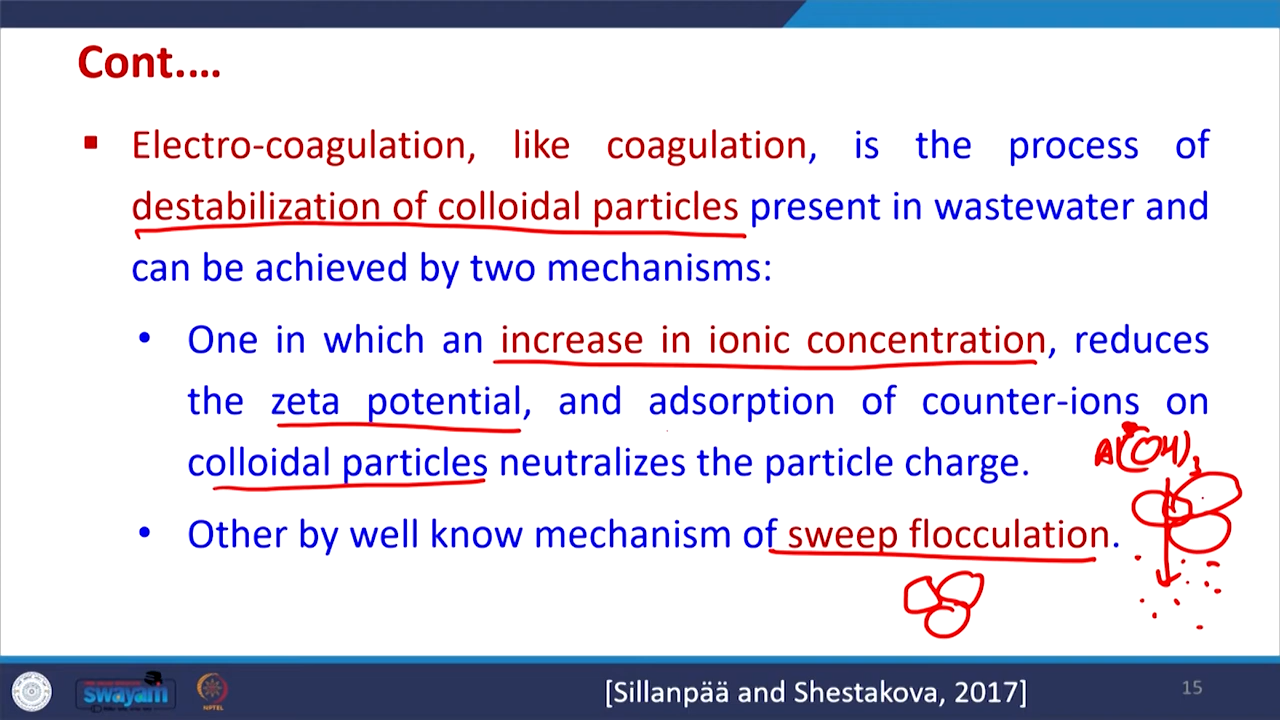 Cont.…
▪ Electro-coagulation, like coagulation, is the process of
destabilization of colloidal particles present in wastewater and
can be achieved by two mechanisms:
• One in which an increase in ionic concentration, reduces
the zeta potential, and adsorption of counter-ions on
colloidal particles neutralizes the particle charge.
Al(OH)3
• Other by well know mechanism of sweep flocculation.
swayam
NPTEL
[Sillanpää and Shestakova, 2017]
15